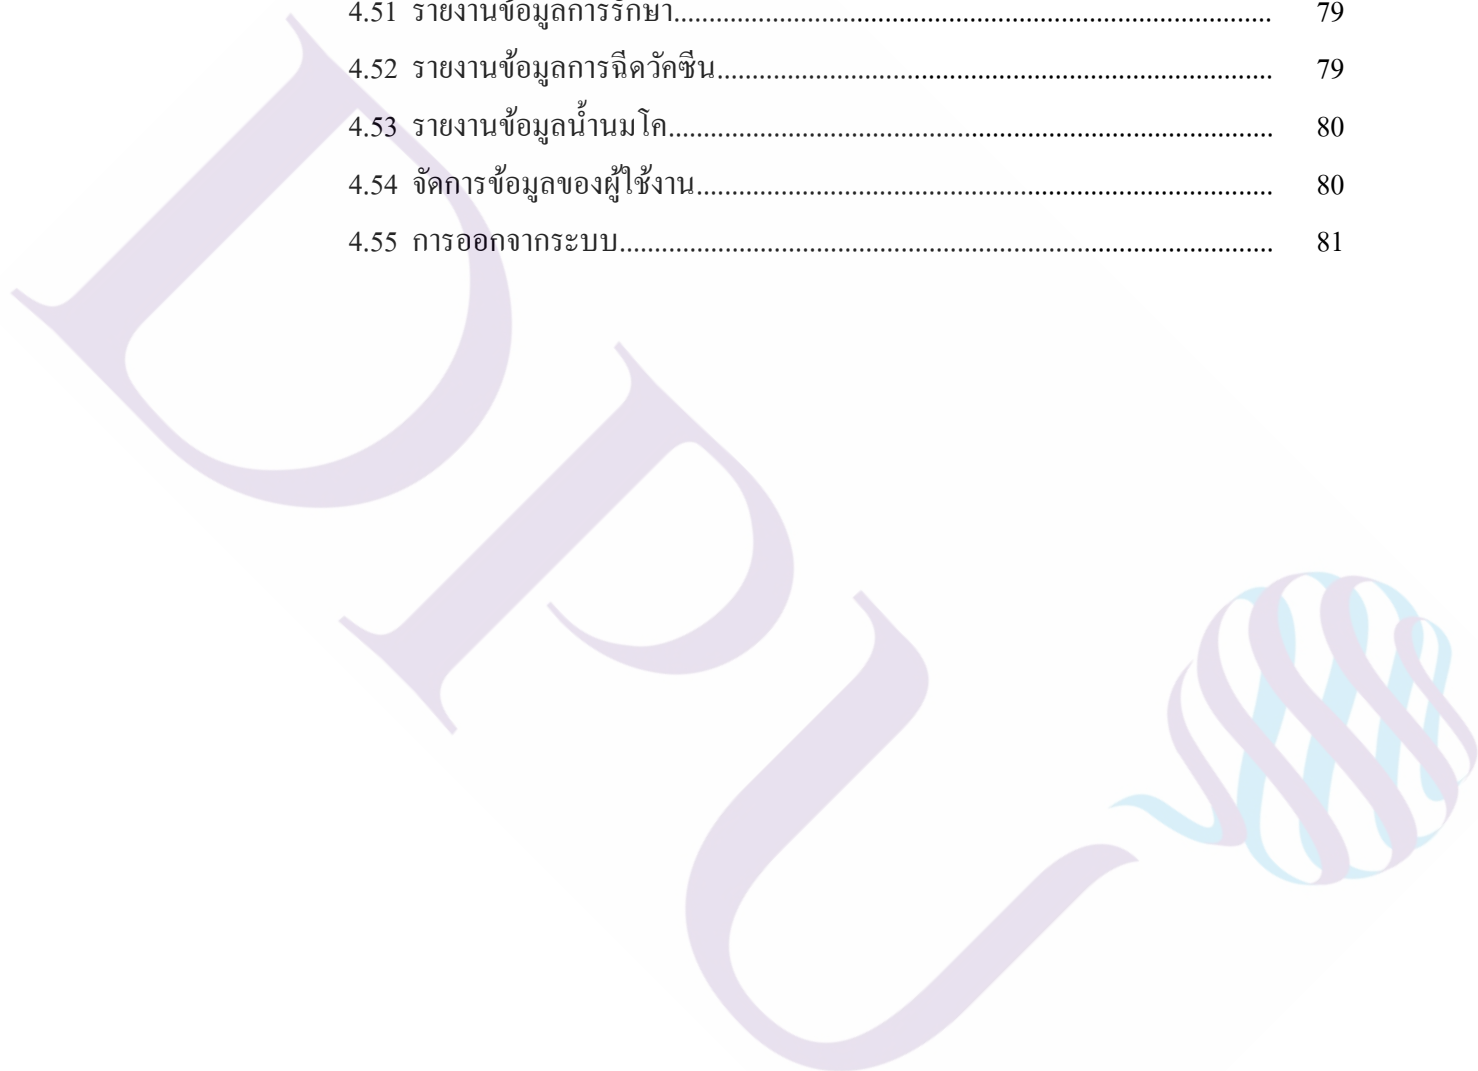 4.51 รายงานข้อมูลการรักษา........................................................................................ 79
4.52 รายงานข้อมูลการฉีดวัคซีน................................................................................. 79
4.53 รายงานข้อมูลน้ำนมโค........................................................................................ 80
4.54 จัดการข้อมูลของผู้ใช้งาน.................................................................................... 80
4.55 การออกจากระบบ.............................................................................................. 81
DPU